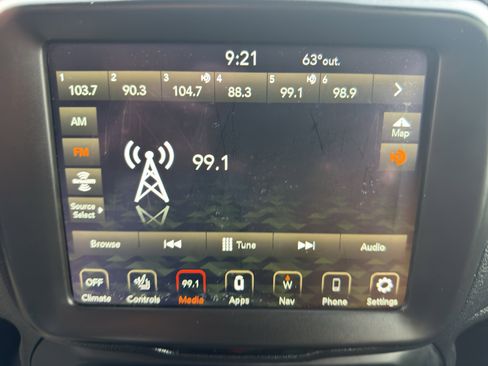 9:21 63°out.
1 2 3 4 5 6
103.7 90.3 104.7 88.3 99.1 98.9
AM
Map
FM
99.1
Source
Select
Browse Tune Audio
OFF 99.1 W
Climate Controls Media Apps Nav Phone Settings